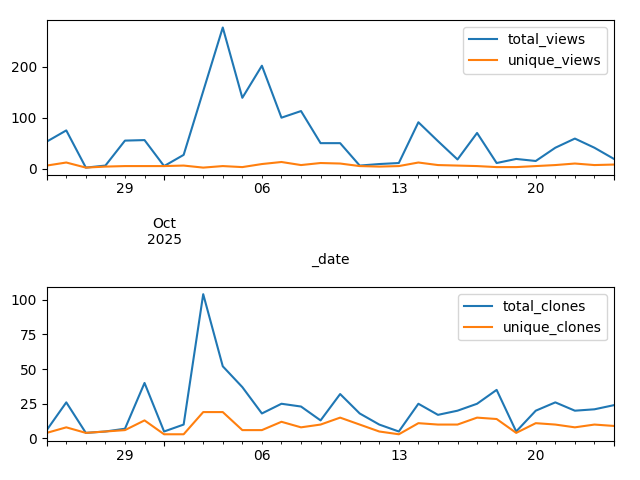 total_views
unique_views
200
100
0
29 06 13 20
Oct
2025
_date
total_clones
unique_clones
100
75
50
25
0
29 06 13 20